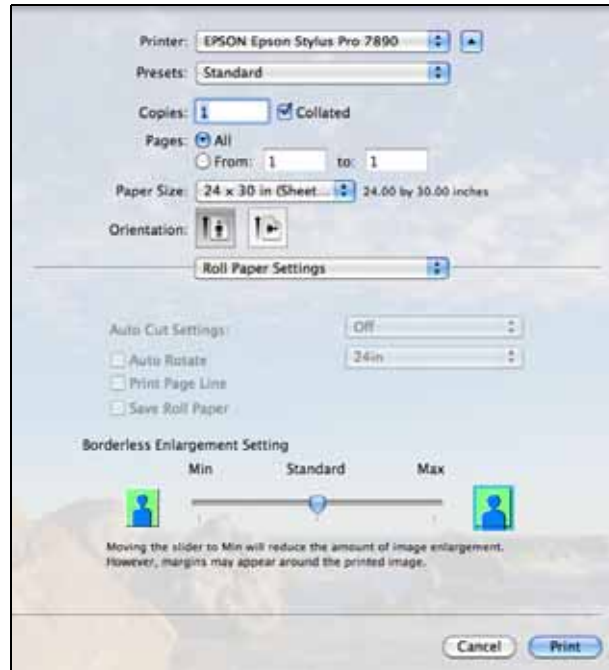 Printer: EPSON Epson Stylus Pro 7890
Presets: Standard
Copies: 1 Collated
Pages: All
From: 1 to: 1
Paper Size: 24 x 30 in (Sheet... 24.00 by 30.00 inches
Orientation:
Roll Paper Settings
Auto Cut Settings: Off
Auto Rotate 24in
Print Page Line
Save Roll Paper
Borderless Enlargement Setting
Min Standard Max
Moving the slider to Min will reduce the amount of image enlargement.
However, margins may appear around the printed image.
Cancel Print